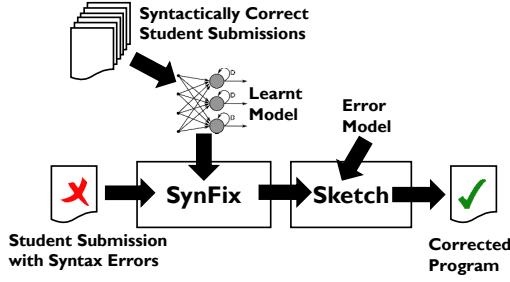 Syntactically Correct
Student Submissions
Learnt
Model
Error
Model
SynFix
Sketch
Student Submission
with Syntax Errors
Corrected
Program